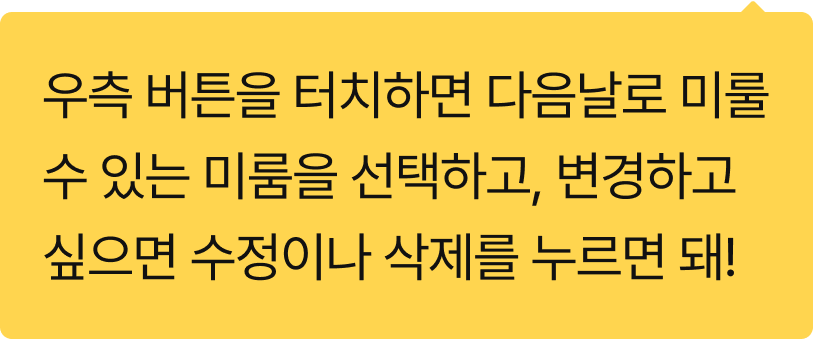 우측 버튼을 터치하면 다음날로 미룰
수 있는 미룸을 선택하고, 변경하고
싶으면 수정이나 삭제를 누르면 돼!